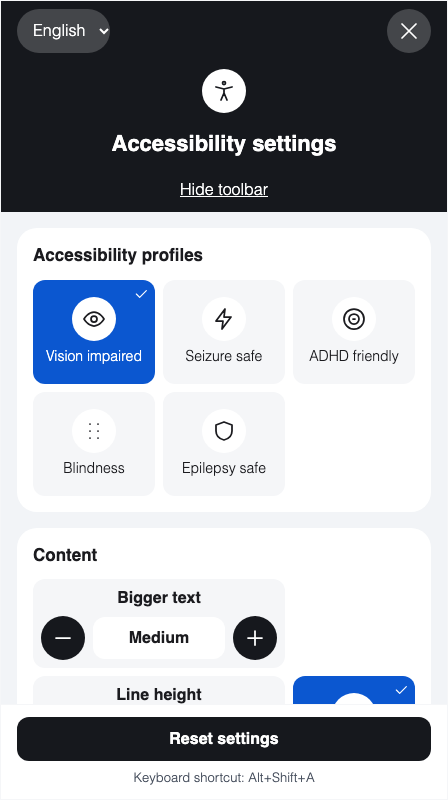 English
Accessibility settings
Hide toolbar
Accessibility profiles
Vision impaired
Seizure safe
ADHD friendly
Blindness
Epilepsy safe
Content
Bigger text
Medium
Line height
Reset settings
Keyboard shortcut: Alt+Shift+A